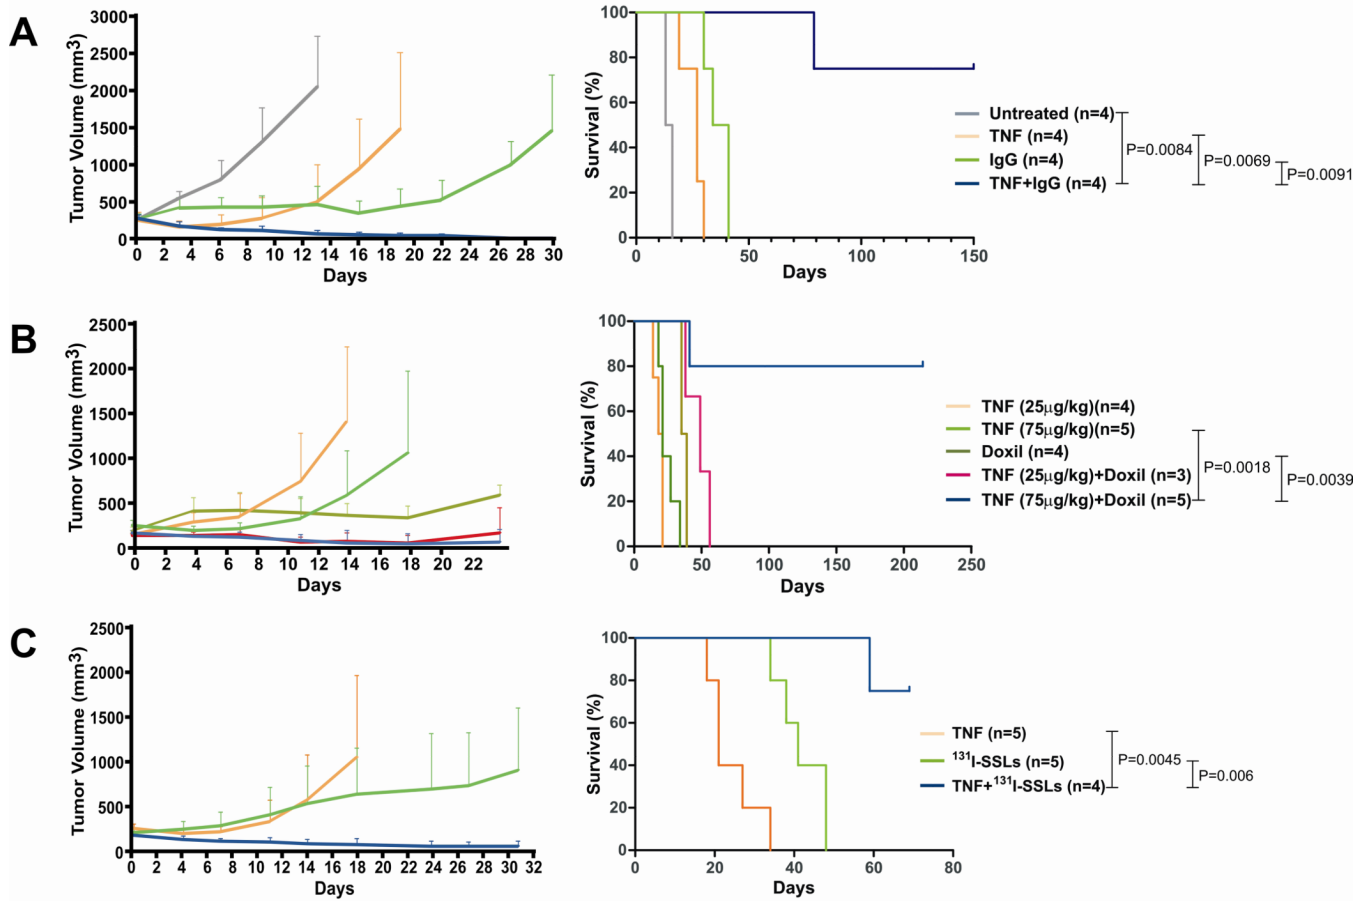 A
Tumor Volume (mm3)
3000
2500
2000
1500
1000
500
0
0 2 4 6 8 10 12 14 16 18 20 22 24 26 28 30
Days
Survival (%)
100
80
60
40
20
0
0 50 100 150
Days
Untreated (n=4)
TNF (n=4)
IgG (n=4)
TNF+IgG (n=4)
P=0.0084
P=0.0069
P=0.0091
B
Tumor Volume (mm3)
2500
2000
1500
1000
500
0
0 2 4 6 8 10 12 14 16 18 20 22
Days
Survival (%)
100
80
60
40
20
0
0 50 100 150 200 250
Days
TNF (25μg/kg)(n=4)
TNF (75μg/kg)(n=5)
Doxil (n=4)
TNF (25μg/kg)+Doxil (n=3)
TNF (75μg/kg)+Doxil (n=5)
P=0.0018
P=0.0039
C
Tumor Volume (mm3)
2500
2000
1500
1000
500
0
0 2 4 6 8 10 12 14 16 18 20 22 24 26 28 30 32
Days
Survival (%)
100
80
60
40
20
0
0 20 40 60 80
Days
TNF (n=5)
131I-SSLs (n=5)
TNF+131I-SSLs (n=4)
P=0.0045
P=0.006